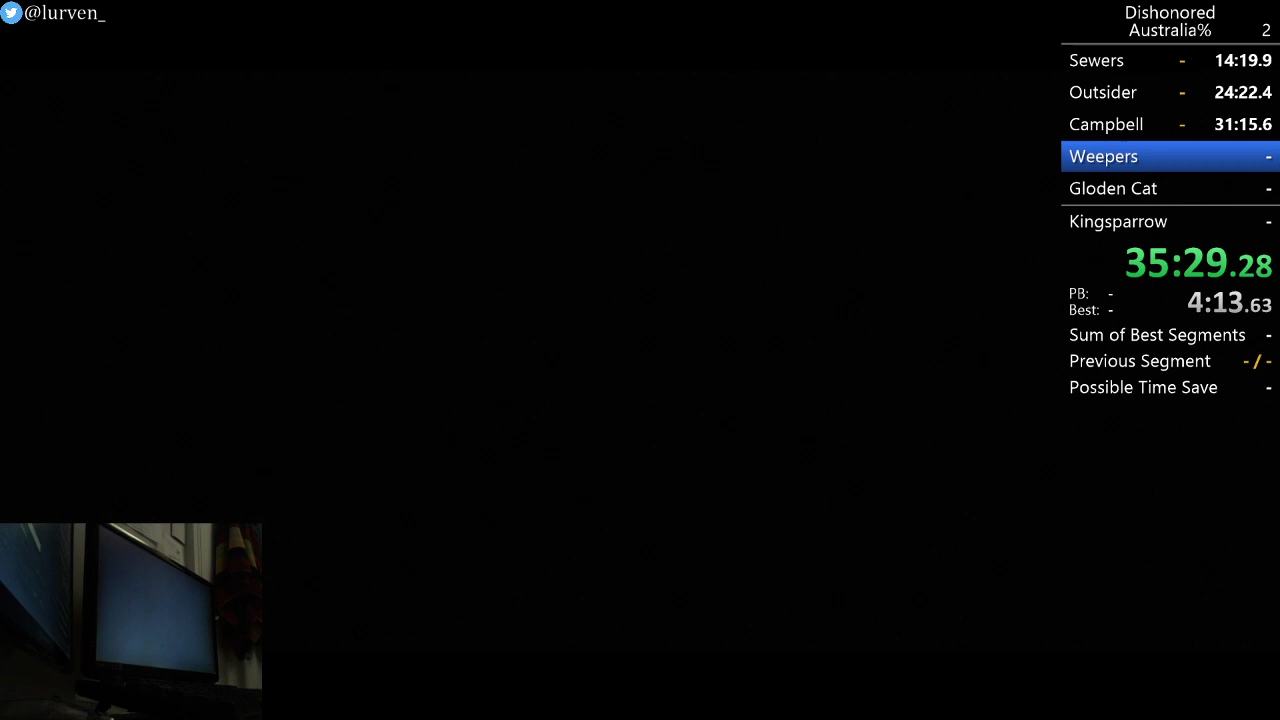 @lurven_
Dishonored
Australia% 2
Sewers - 14:19.9
Outsider - 24:22.4
Campbell - 31:15.6
Weepers -
Gloden Cat -
Kingsparrow -
35:29.28
PB: - 4:13.63
Best: -
Sum of Best Segments -
Previous Segment - / -
Possible Time Save -